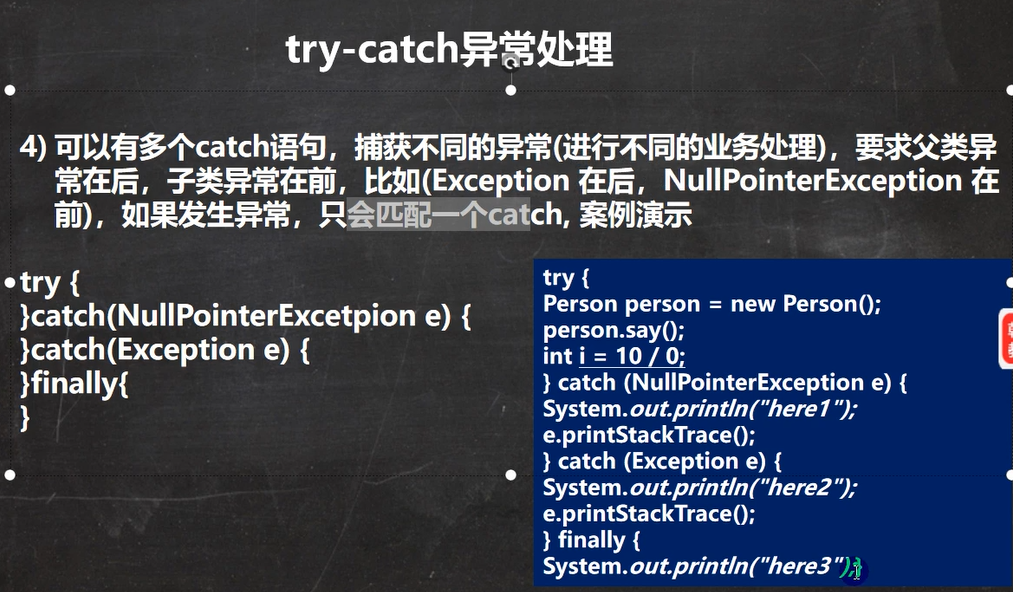 try-catch异常处理
4) 可以有多个catch语句，捕获不同的异常(进行不同的业务处理)，要求父类异
常在后，子类异常在前，比如(Exception 在后，NullPointerException 在
前)，如果发生异常，只会匹配一个catch, 案例演示
try {
}catch(NullPointerExcetpion e) {
}catch(Exception e) {
}finally{
}
try {
Person person = new Person();
person.say();
int i = 10 / 0;
} catch (NullPointerException e) {
System.out.println("here1");
e.printStackTrace();
} catch (Exception e) {
System.out.println("here2");
e.printStackTrace();
} finally {
System.out.println("here3");}